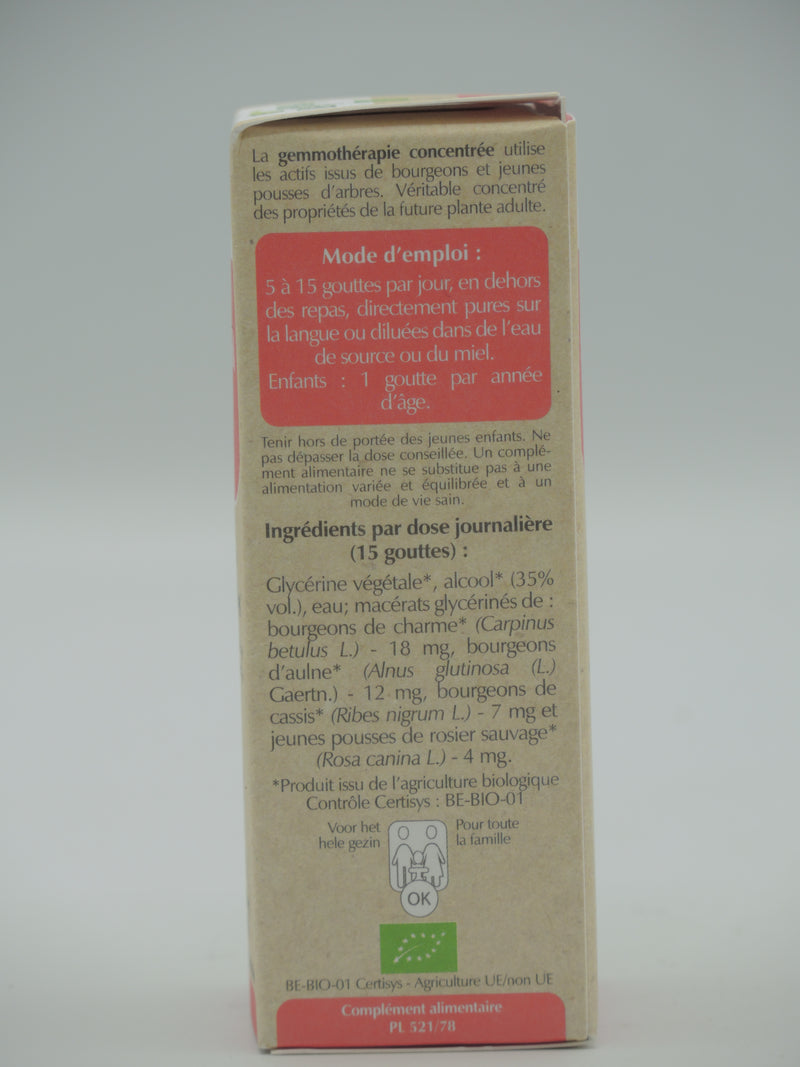 La gemmothérapie concentrée utilise
les actifs issus de bourgeons et jeunes
pousses d'arbres. Véritable concentré
des propriétés de la future plante adulte.
Mode d'emploi :
5 à 15 gouttes par jour, en dehors
des repas, directement pures sur
la langue ou diluées dans de l'eau
de source ou du miel.
Enfants : 1 goutte par année
d'âge.
Tenir hors de portée des jeunes enfants. Ne
pas dépasser la dose conseillée. Un complé-
ment alimentaire ne se substitue pas à une
alimentation variée et équilibrée et à un
mode de vie sain.
Ingrédients par dose journalière
(15 gouttes) :
Glycérine végétale*, alcool* (35%
vol.), eau; macérats glycérinés de :
bourgeons de charme* (Carpinus
betulus L.) - 18 mg, bourgeons
d'aulne* (Alnus glutinosa (L.)
Gaertn.) - 12 mg, bourgeons de
cassis* (Ribes nigrum L.) - 7 mg et
jeunes pousses de rosier sauvage*
(Rosa canina L.) - 4 mg.
*Produit issu de l'agriculture biologique
Contrôle Certisys : BE-BIO-01
Voor het
hele gezin
Pour toute
la famille
OK
BE-BIO-01 Certisys - Agriculture UE/non UE
Complément alimentaire
PL 521/78